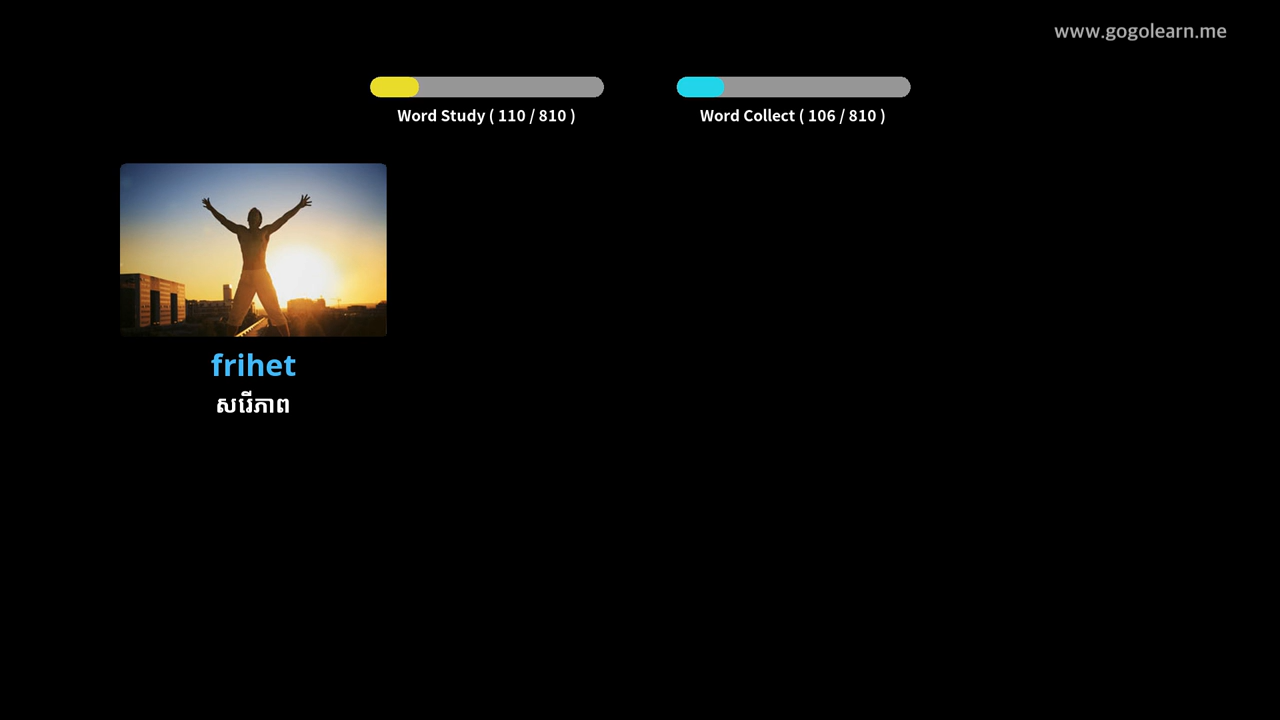 www.gogolearn.me
Word Study ( 110 / 810 )
Word Collect ( 106 / 810 )
frihet
សេរីភាព